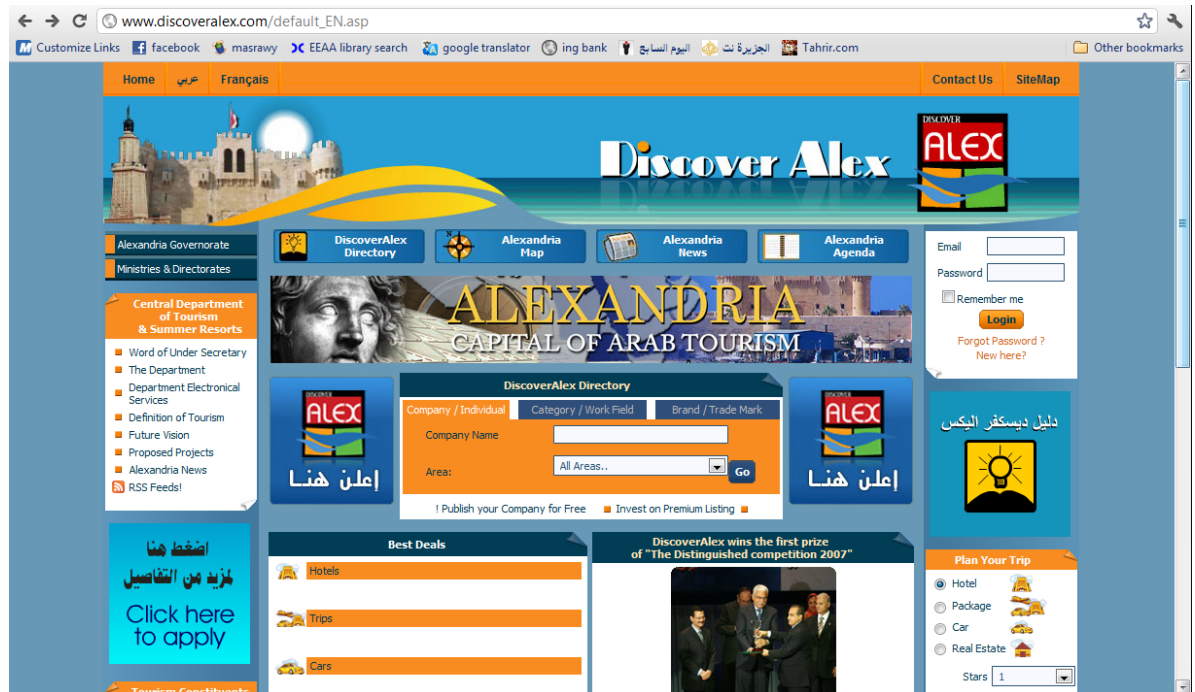 www.discoveralex.com/default_EN.asp
Customize Links facebook masrawy EEAA library search google translator ing bank اليوم السابع الجزيرة نت Tahrir.com Other bookmarks
Home عربي Français Contact Us SiteMap
Discover Alex
DISCOVER
ALEX
Alexandria Governorate
Ministries & Directorates
DiscoverAlex
Directory
Alexandria
Map
Alexandria
News
Alexandria
Agenda
Email
Password
Remember me
Login
Forgot Password ?
New here?
Central Department
of Tourism
& Summer Resorts
Word of Under Secretary
The Department
Department Electronical
Services
Definition of Tourism
Future Vision
Proposed Projects
Alexandria News
RSS Feeds!
ALEXANDRIA
CAPITAL OF ARAB TOURISM
DISCOVER
ALEX
إعلن هنا
DiscoverAlex Directory
Company / Individual Category / Work Field Brand / Trade Mark
Company Name
Area: All Areas.. Go
! Publish your Company for Free Invest on Premium Listing
DISCOVER
ALEX
إعلن هنا
دليل ديسكفر اليكس
اضغط هنا
لمزيد من التفاصيل
Click here
to apply
Best Deals
Hotels
Trips
Cars
DiscoverAlex wins the first prize
of "The Distinguished competition 2007"
Plan Your Trip
Hotel
Package
Car
Real Estate
Stars 1
Tourism Constituents